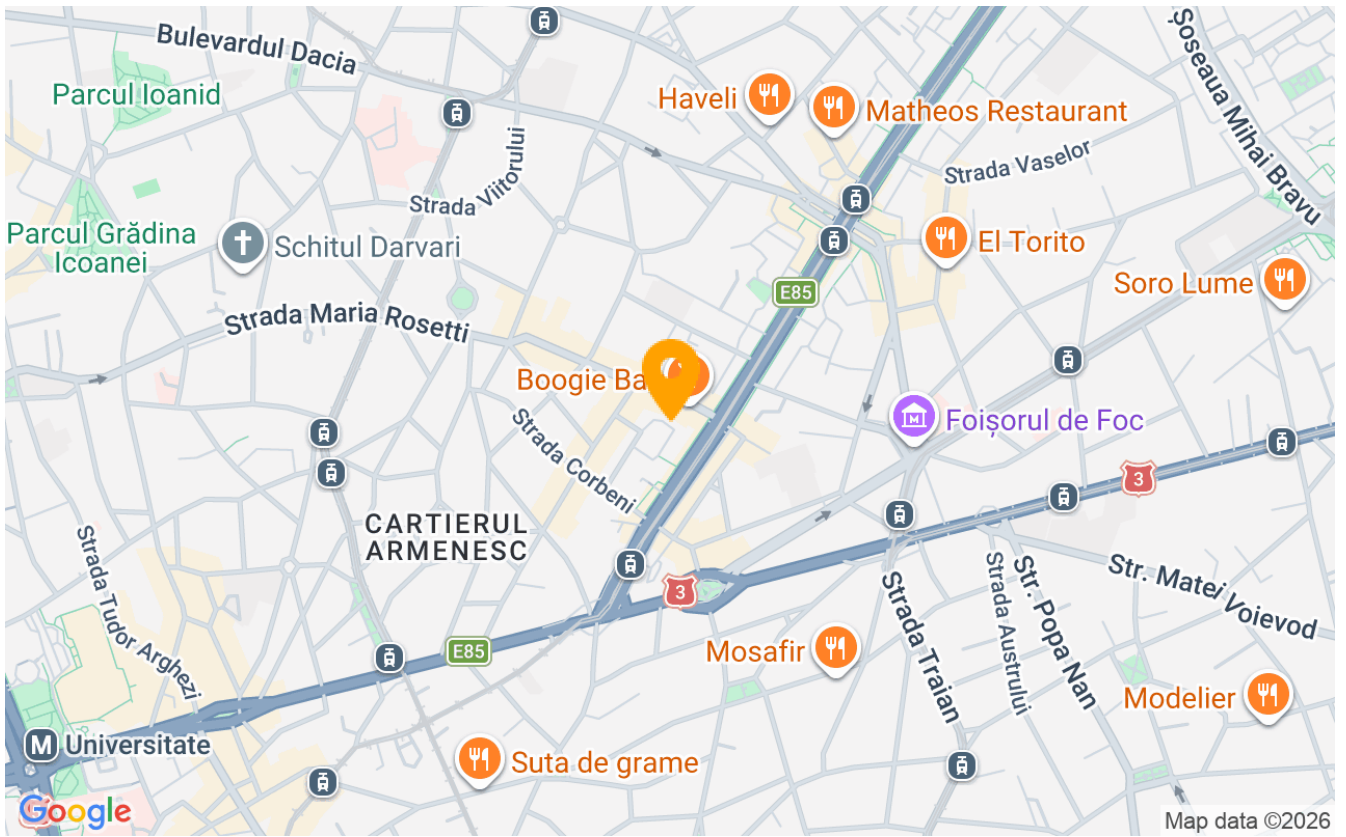 Bulevardul Dacia
Parcul Ioanid
Haveli
Matheos Restaurant
Șoseaua Mihai Bravu
Strada Viitorului
Strada Vaselor
Parcul Grădina
Icoanei
Schitul Darvari
El Torito
Soro Lume
E85
Strada Maria Rosetti
Boogie Ba
Foișorul de Foc
Strada Corbeni
3
CARTIERUL
ARMENESC
Strada Tudor Arghezi
3
Str. Matei Voievod
Strada Traian
Strada Austrului
Str. Popa Nan
E85
Mosafir
Modelier
M Universitate
Suta de grame
Google
Map data ©2026